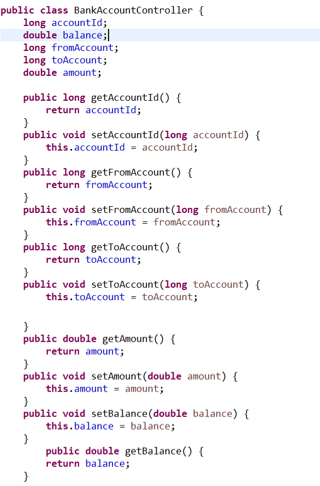 public class BankAccountController {
    long accountId;
    double balance;
    long fromAccount;
    long toAccount;
    double amount;

    public long getAccountId() {
        return accountId;
    }
    public void setAccountId(long accountId) {
        this.accountId = accountId;
    }
    public long getFromAccount() {
        return fromAccount;
    }
    public void setFromAccount(long fromAccount) {
        this.fromAccount = fromAccount;
    }
    public long getToAccount() {
        return toAccount;
    }
    public void setToAccount(long toAccount) {
        this.toAccount = toAccount;


    }
    public double getAmount() {
        return amount;
    }
    public void setAmount(double amount) {
        this.amount = amount;
    }
    public void setBalance(double balance) {
        this.balance = balance;
    }
        public double getBalance() {
        return balance;
    }